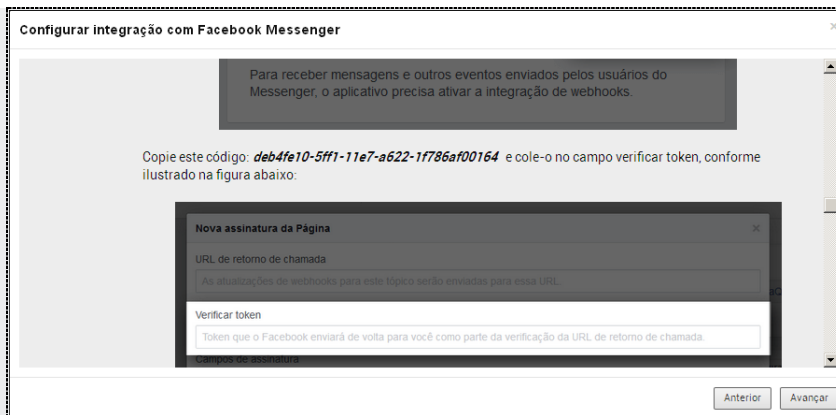 Configurar integração com Facebook Messenger
Para receber mensagens e outros eventos enviados pelos usuários do
Messenger, o aplicativo precisa ativar a integração de webhooks.
Copie este código: deb4fe10-5ff1-11e7-a622-1f786af00164 e cole-o no campo verificar token, conforme
ilustrado na figura abaixo:
Nova assinatura da Página
URL de retorno de chamada
As atualizações de webhooks para este tópico serão enviadas para essa URL.
Verificar token
Token que o Facebook enviará de volta para você como parte da verificação da URL de retorno de chamada.
Campos de assinatura
Anterior
Avançar